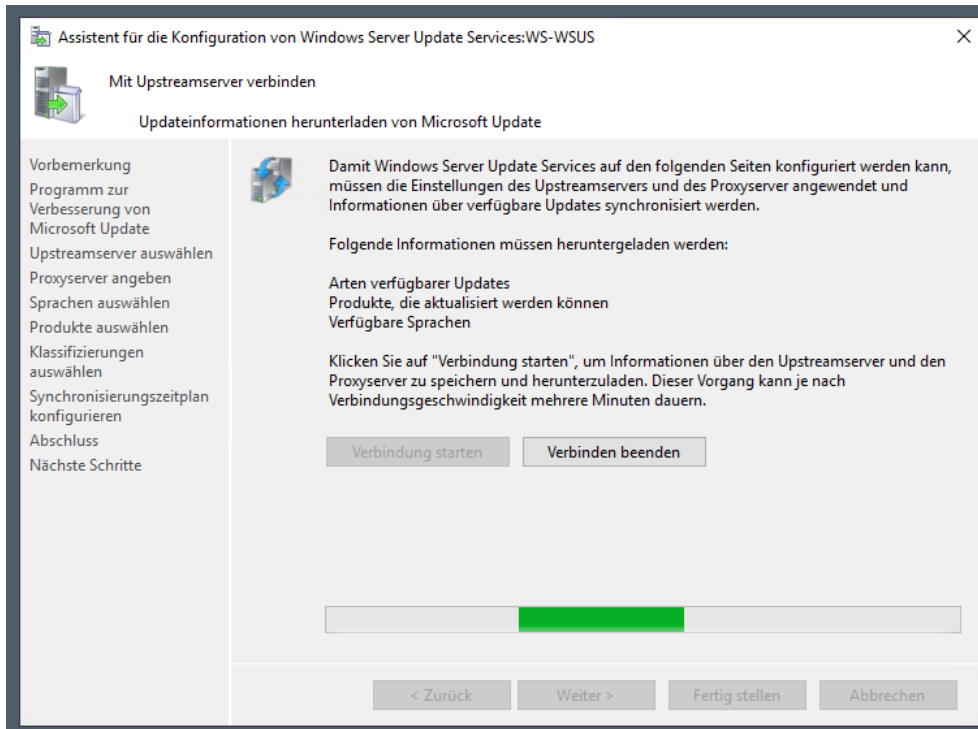 Assistent für die Konfiguration von Windows Server Update Services:WS-WSUS
Mit Upstreamserver verbinden
Updateinformationen herunterladen von Microsoft Update
Vorbemerkung
Programm zur
Verbesserung von
Microsoft Update
Upstreamserver auswählen
Proxyserver angeben
Sprachen auswählen
Produkte auswählen
Klassifizierungen
auswählen
Synchronisierungszeitplan
konfigurieren
Abschluss
Nächste Schritte
Damit Windows Server Update Services auf den folgenden Seiten konfiguriert werden kann,
müssen die Einstellungen des Upstreamservers und des Proxyserver angewendet und
Informationen über verfügbare Updates synchronisiert werden.
Folgende Informationen müssen heruntergeladen werden:
Arten verfügbarer Updates
Produkte, die aktualisiert werden können
Verfügbare Sprachen
Klicken Sie auf "Verbindung starten", um Informationen über den Upstreamserver und den
Proxyserver zu speichern und herunterzuladen. Dieser Vorgang kann je nach
Verbindungsgeschwindigkeit mehrere Minuten dauern.
Verbindung starten
Verbinden beenden
< Zurück
Weiter >
Fertig stellen
Abbrechen